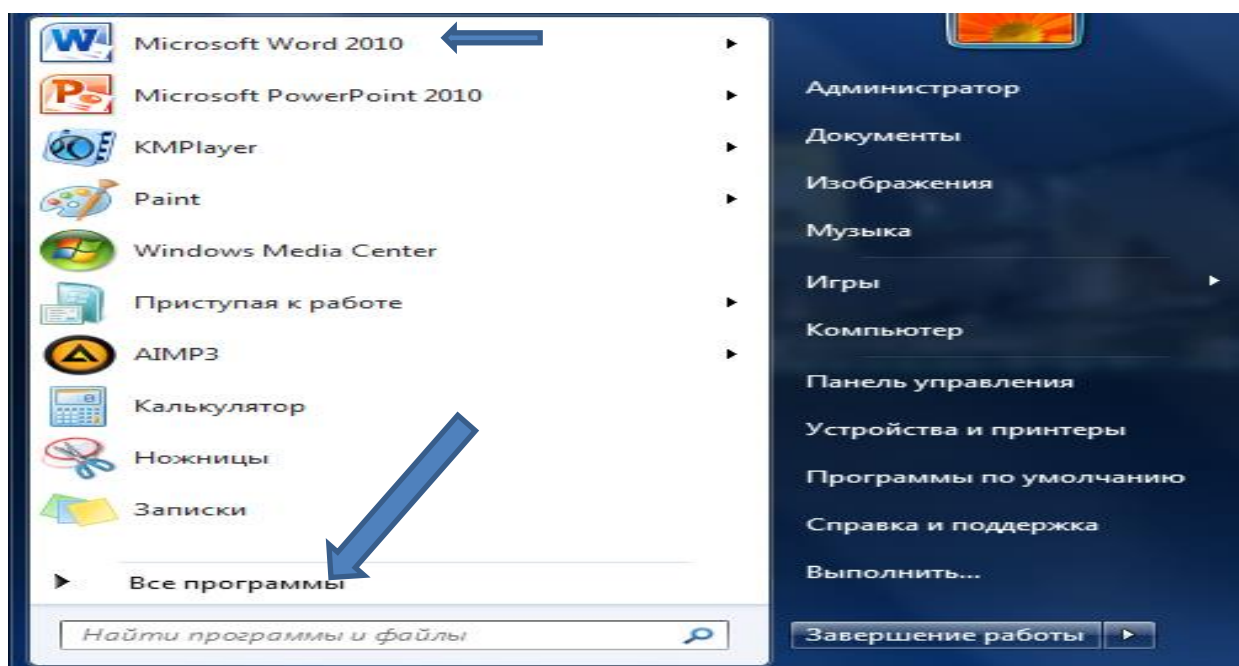 Microsoft Word 2010
Microsoft PowerPoint 2010
KMPlayer
Paint
Windows Media Center
Приступая к работе
AIMP3
Калькулятор
Ножницы
Записки
Все программы
Найти программы и файлы
Администратор
Документы
Изображения
Музыка
Игры
Компьютер
Панель управления
Устройства и принтеры
Программы по умолчанию
Справка и поддержка
Выполнить...
Завершение работы